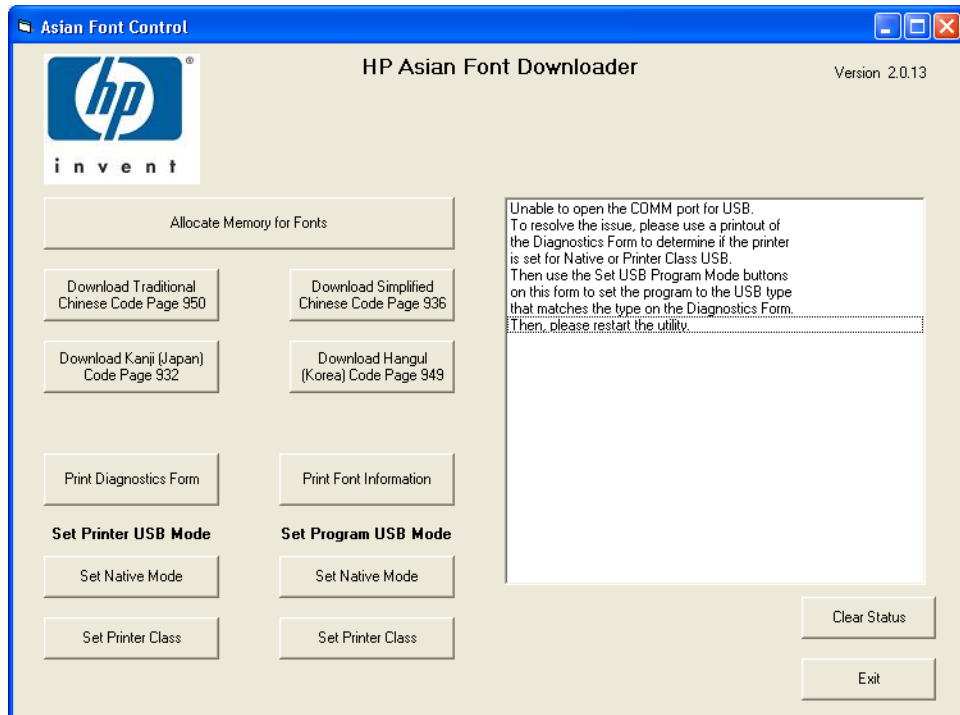 Asian Font Control
hp
®
invent
HP Asian Font Downloader
Version 2.0.13
Allocate Memory for Fonts
Download Traditional
Chinese Code Page 950
Download Simplified
Chinese Code Page 936
Download Kanji (Japan)
Code Page 932
Download Hangul
(Korea) Code Page 949
Print Diagnostics Form
Print Font Information
Set Printer USB Mode
Set Program USB Mode
Set Native Mode
Set Native Mode
Set Printer Class
Set Printer Class
Unable to open the COMM port for USB.
To resolve the issue, please use a printout of
the Diagnostics Form to determine if the printer
is set for Native or Printer Class USB.
Then use the Set USB Program Mode buttons
on this form to set the program to the USB type
that matches the type on the Diagnostics Form.
Then, please restart the utility.
Clear Status
Exit